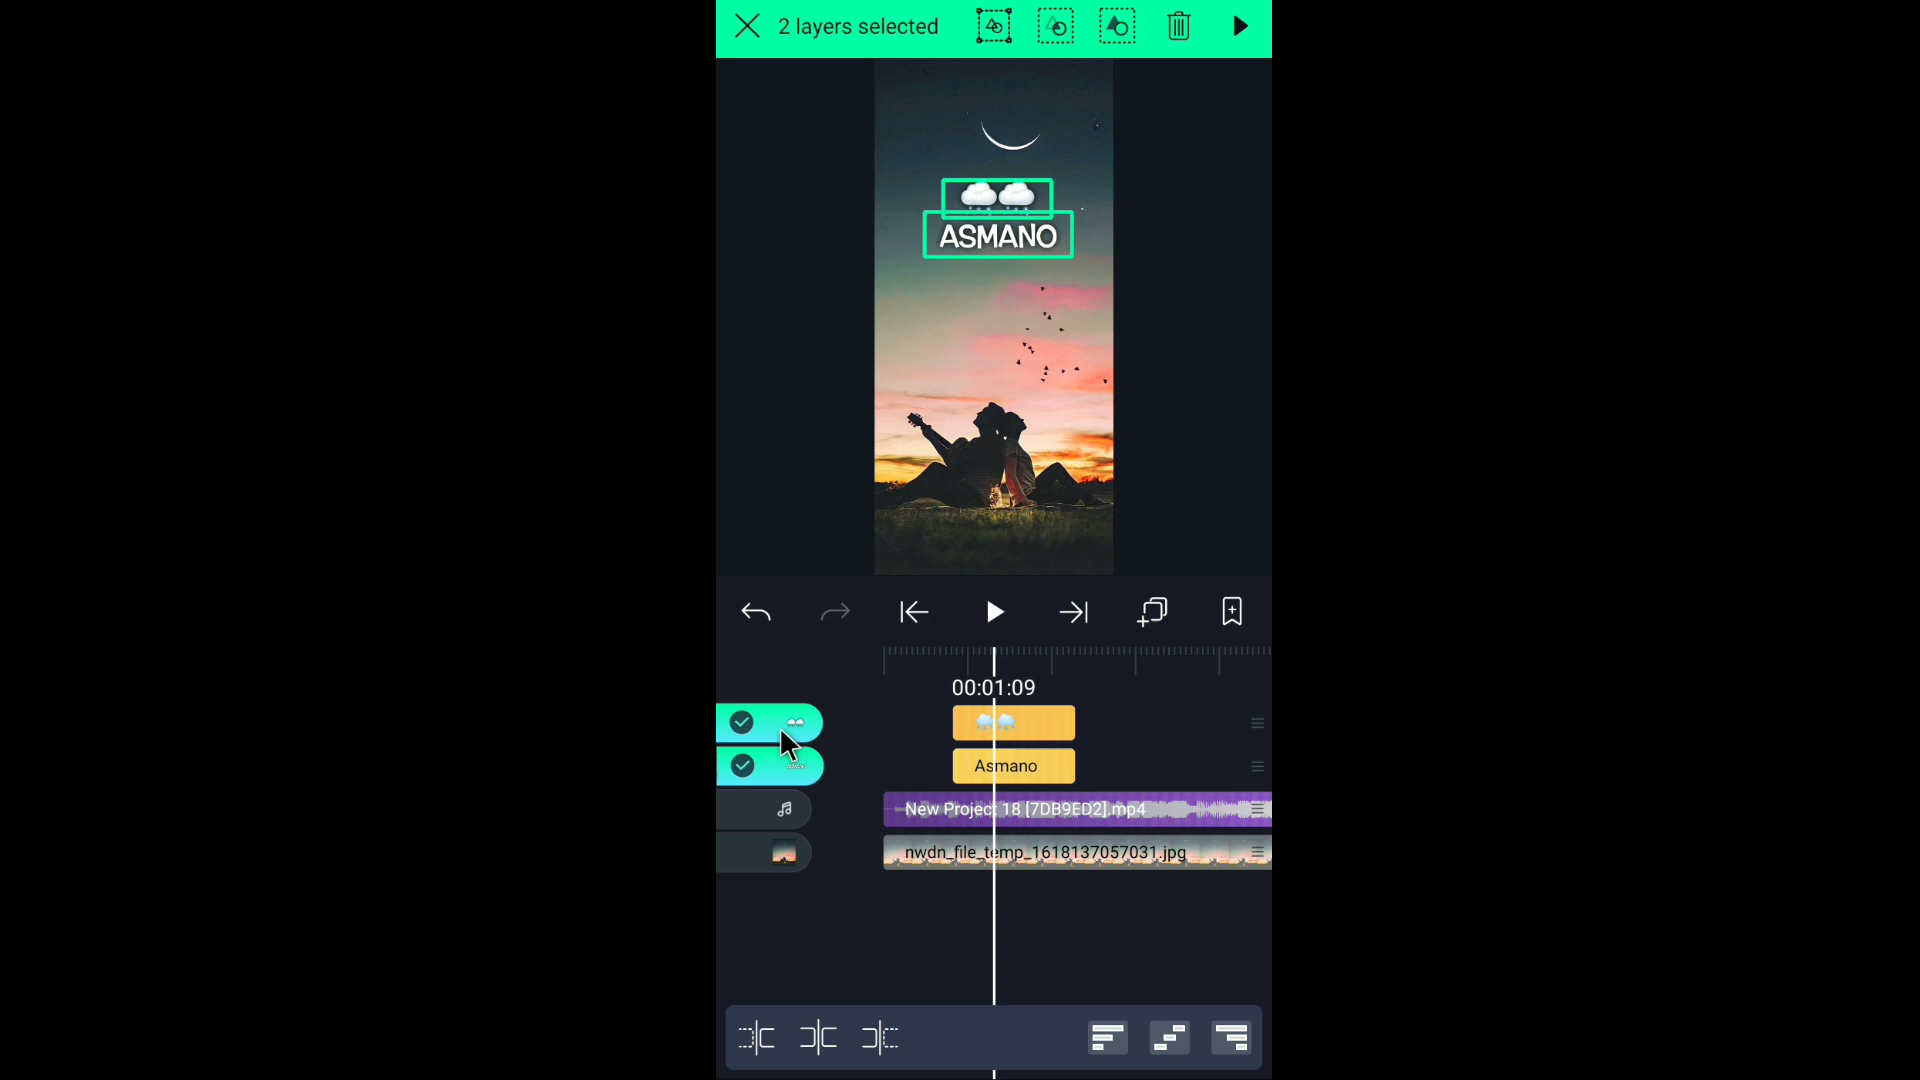 2 layers selected
ASMANO
00:01:09
Asmano
New Project 18 [7DB9ED2].mp4
nwdn_file_temp_1618137057031.jpg